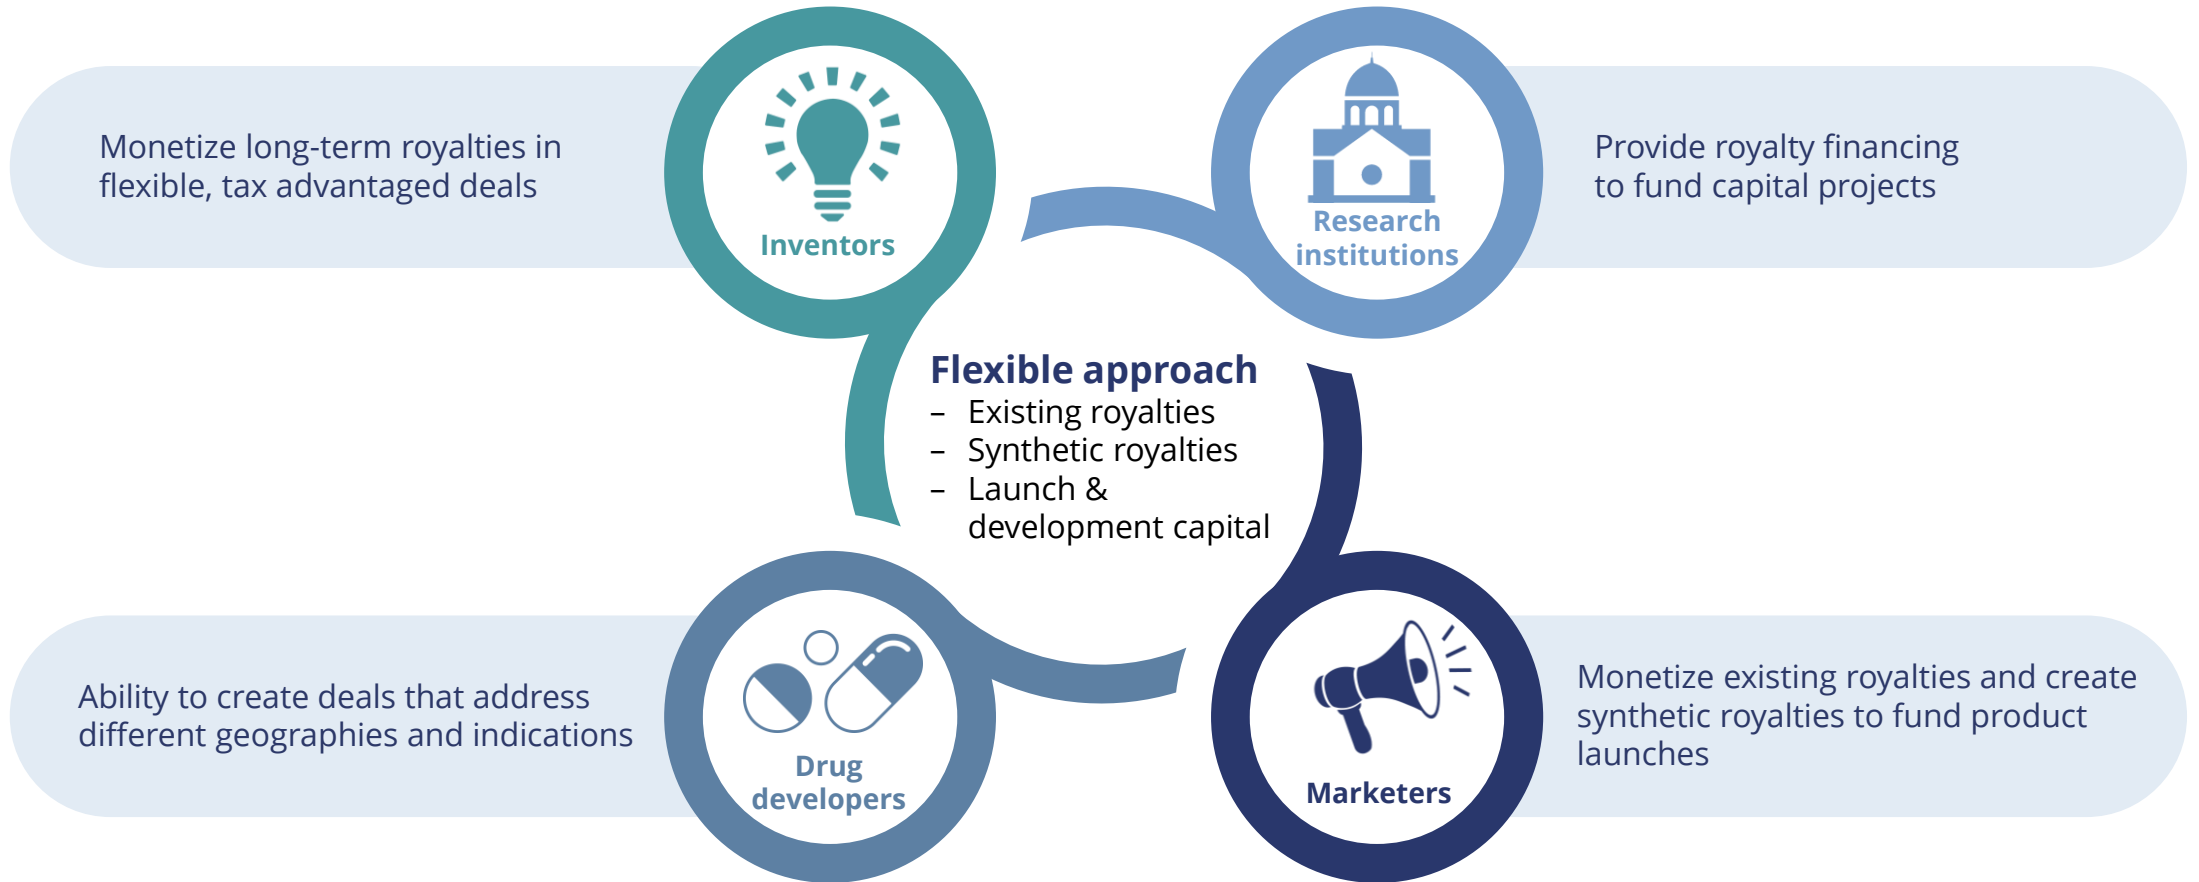 Monetize long-term royalties in
flexible, tax advantaged deals
Inventors
Research
institutions
Provide royalty financing
to fund capital projects
Flexible approach
– Existing royalties
– Synthetic royalties
– Launch &
development capital
Ability to create deals that address
different geographies and indications
Drug
developers
Marketers
Monetize existing royalties and create
synthetic royalties to fund product
launches